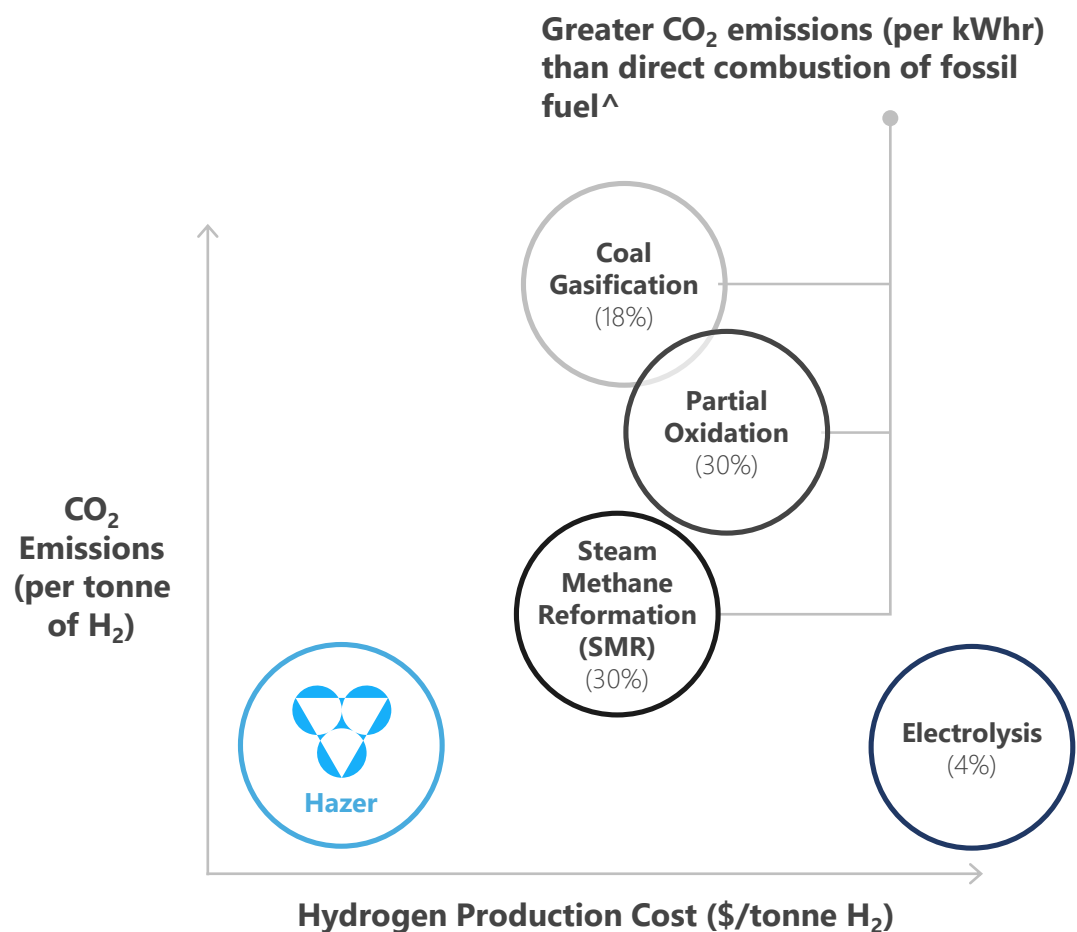 Greater CO₂ emissions (per kWhr)
than direct combustion of fossil
fuel^
Coal
Gasification
(18%)
Partial
Oxidation
(30%)
CO₂
Emissions
(per tonne
of H₂)
Steam
Methane
Reformation
(SMR)
(30%)
Hazer
Electrolysis
(4%)
Hydrogen Production Cost ($/tonne H₂)